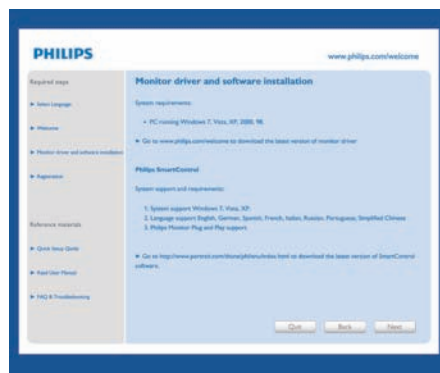 PHILIPS
www.philips.com/welcome
Required steps
Select Language
Welcome
Monitor driver and software installation
Registration
Reference materials
Quick Setup Guide
User Manual
FAQ & Troubleshooting
Monitor driver and software installation
System requirements:
• PC running Windows 7, Vista, XP, 2000, 98.
Go to www.philips.com/welcome to download the latest version of monitor driver
Philips SmartControl
System support and requirements:
1. System support Windows 7, Vista, XP.
2. Language support English, German, Spanish, French, Italian, Russian, Portuguese, Simplified Chinese
3. Philips Monitor Plug and Play support.
Go to to download the latest version of SmartControl
software.
Quit Back Next